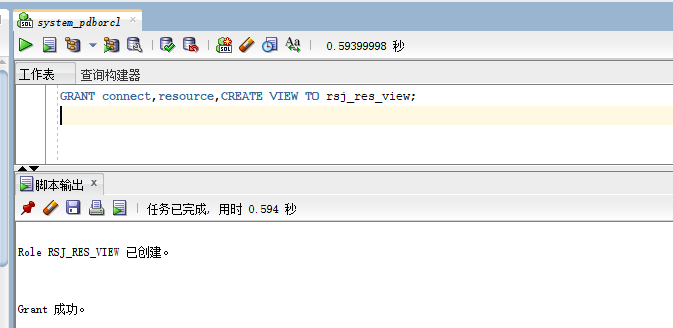 system_pdborcl
0.59399998 秒
工作表 查询构建器
GRANT connect,resource,CREATE VIEW TO rsj_res_view;
脚本输出 x
任务已完成, 用时 0.594 秒
Role RSJ_RES_VIEW 已创建。
Grant 成功。